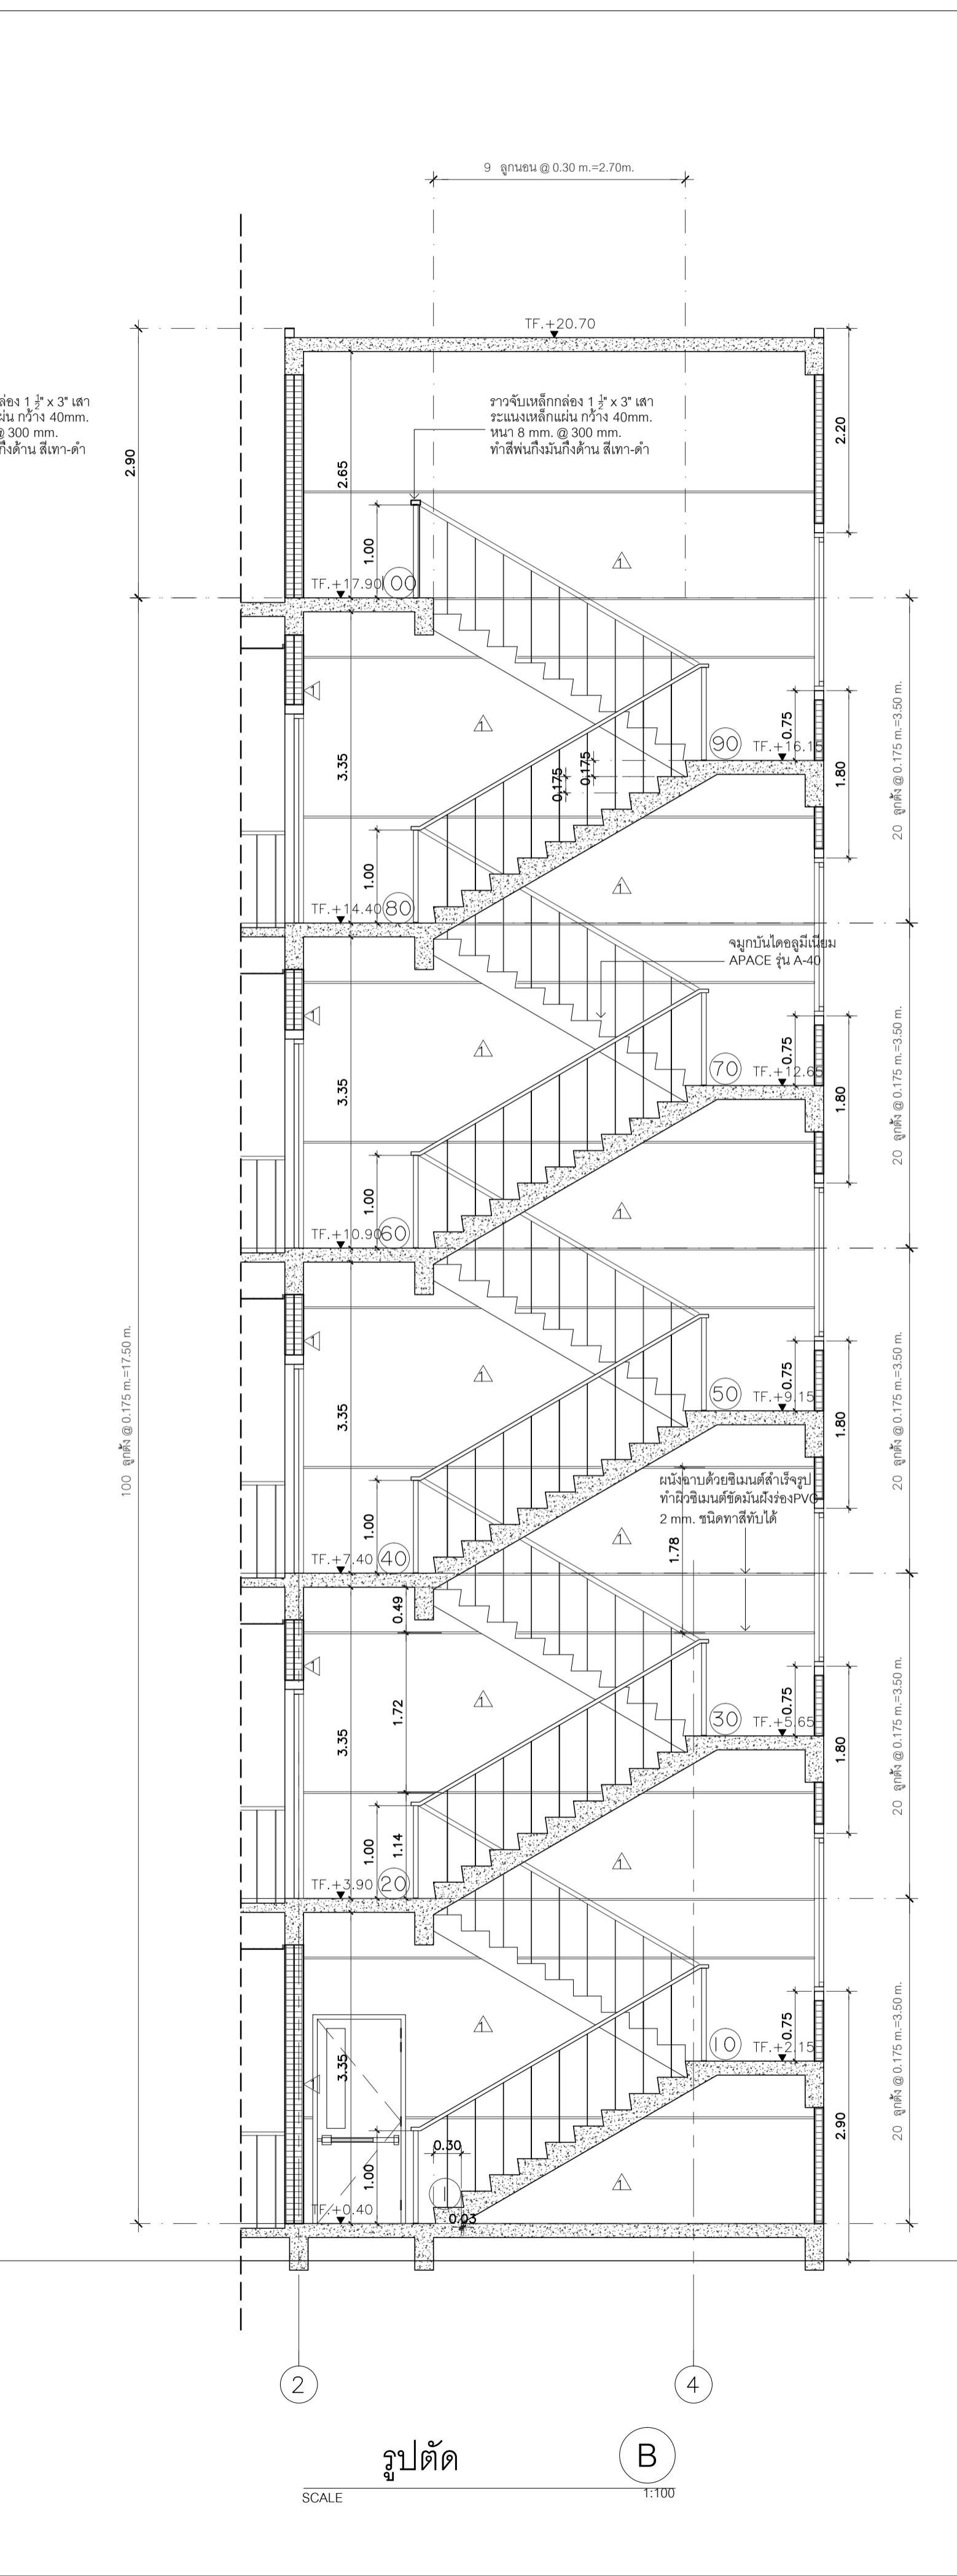 9 ลูกนอน @ 0.30 m.=2.70m.
TF.+20.70
ล่อง 1 ½" x 3" เสา
ผ่น กว้าง 40mm.
@ 300 mm.
กึ่งด้าน สีเทา-ดำ
ราวจับเหล็กกล่อง 1 ½" x 3" เสา
ระแนงเหล็กแผ่น กว้าง 40mm.
หนา 8 mm. @ 300 mm.
ทำสีพ่นกึ่งมันกึ่งด้าน สีเทา-ดำ
2.90
2.65
2.20
1.00
1
TF.+17.90
100
1
1
0.75
90
TF.+16.15
3.35
0.175
0.175
1.80
20 ลูกตั้ง @ 0.175 m.=3.50 m.
1.00
1
TF.+14.40
80
จมูกบันไดอลูมิเนียม
APACE รุ่น A-40
1
1
0.75
70
TF.+12.65
3.35
1.80
20 ลูกตั้ง @ 0.175 m.=3.50 m.
1.00
1
TF.+10.90
60
1
1
0.75
50
TF.+9.15
3.35
1.80
20 ลูกตั้ง @ 0.175 m.=3.50 m.
100 ลูกตั้ง @ 0.175 m.=17.50 m.
ผนังฉาบด้วยซิเมนต์สำเร็จรูป
ทำผิวซิเมนต์ขัดมันฝังร่องPVC
2 mm. ชนิดทาสีทับได้
1.00
1
1.78
TF.+7.40
40
0.49
1
1
0.75
1.72
30
TF.+5.65
3.35
1.80
20 ลูกตั้ง @ 0.175 m.=3.50 m.
1.00
1.14
1
TF.+3.90
20
1
0.75
10
TF.+2.15
3.35
1
2.90
20 ลูกตั้ง @ 0.175 m.=3.50 m.
0.30
1.00
1
1
TF.+0.40
0.03
2
4
รูปตัด
B
SCALE
1:100